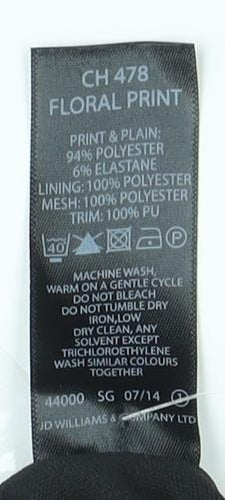 CH 478
FLORAL PRINT
PRINT & PLAIN:
94% POLYESTER
6% ELASTANE
LINING: 100% POLYESTER
MESH: 100% POLYESTER
TRIM: 100% PU
40 P
MACHINE WASH,
WARM ON A GENTLE CYCLE
DO NOT BLEACH
DO NOT TUMBLE DRY
IRON,LOW
DRY CLEAN, ANY
SOLVENT EXCEPT
TRICHLOROETHYLENE
WASH SIMILAR COLOURS
TOGETHER
44000 SG 07/14 1
JD WILLIAMS & COMPANY LTD